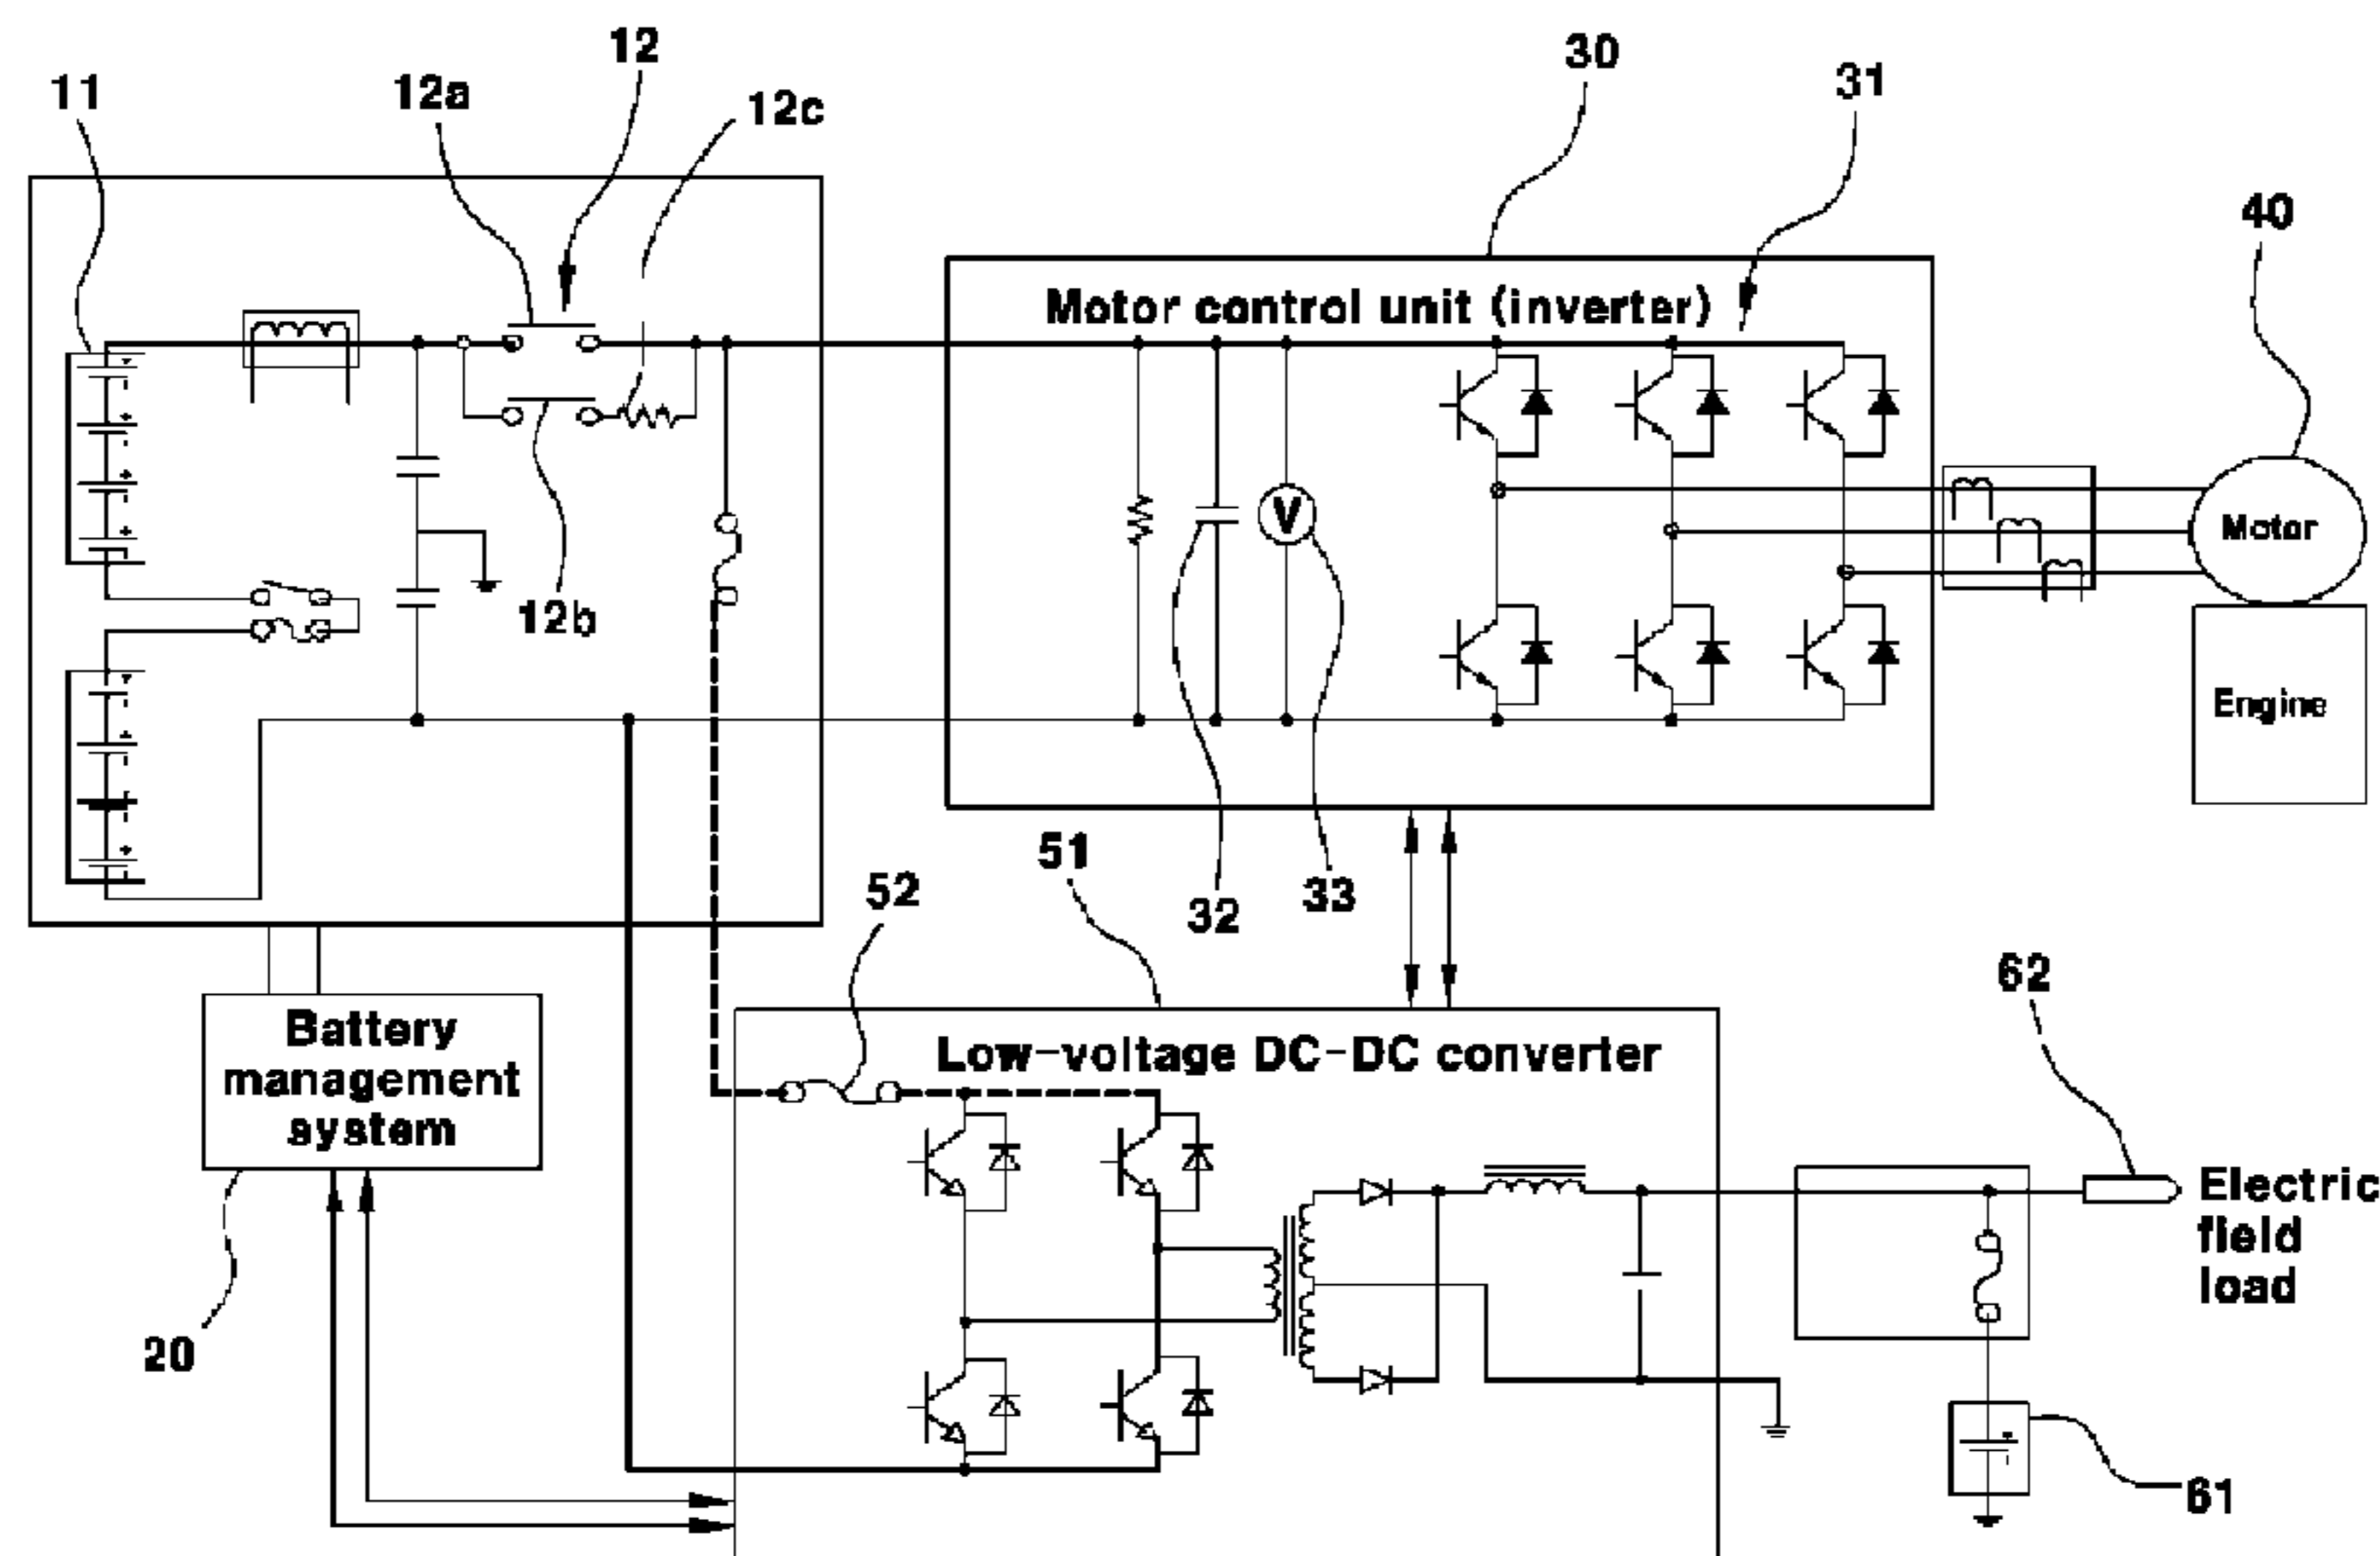 12
30
31
11
12a
12c
40
Motor control unit (inverter)
V
Motor
12b
Engine
51
52
32
33
62
Battery
management
system
Low-voltage DC-DC converter
Electric
field
load
20
61